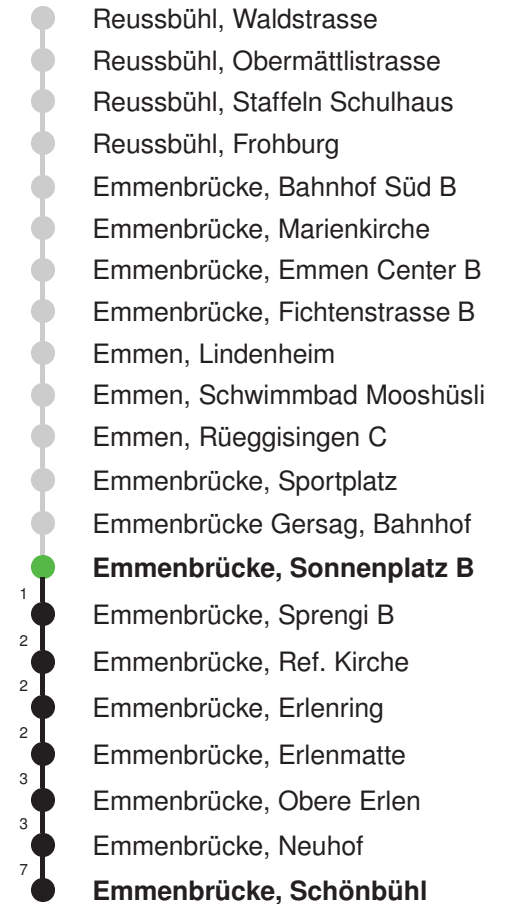 Reussbühl, Waldstrasse
Reussbühl, Obermättlistrasse
Reussbühl, Staffeln Schulhaus
Reussbühl, Frohburg
Emmenbrücke, Bahnhof Süd B
Emmenbrücke, Marienkirche
Emmenbrücke, Emmen Center B
Emmenbrücke, Fichtenstrasse B
Emmen, Lindenheim
Emmen, Schwimmbad Mooshüsli
Emmen, Rüeggisingen C
Emmenbrücke, Sportplatz
Emmenbrücke Gersag, Bahnhof
Emmenbrücke, Sonnenplatz B
1 Emmenbrücke, Sprengi B
2 Emmenbrücke, Ref. Kirche
2 Emmenbrücke, Erlenring
2 Emmenbrücke, Erlenmatte
3 Emmenbrücke, Obere Erlen
3 Emmenbrücke, Neuhof
7 Emmenbrücke, Schönbühl